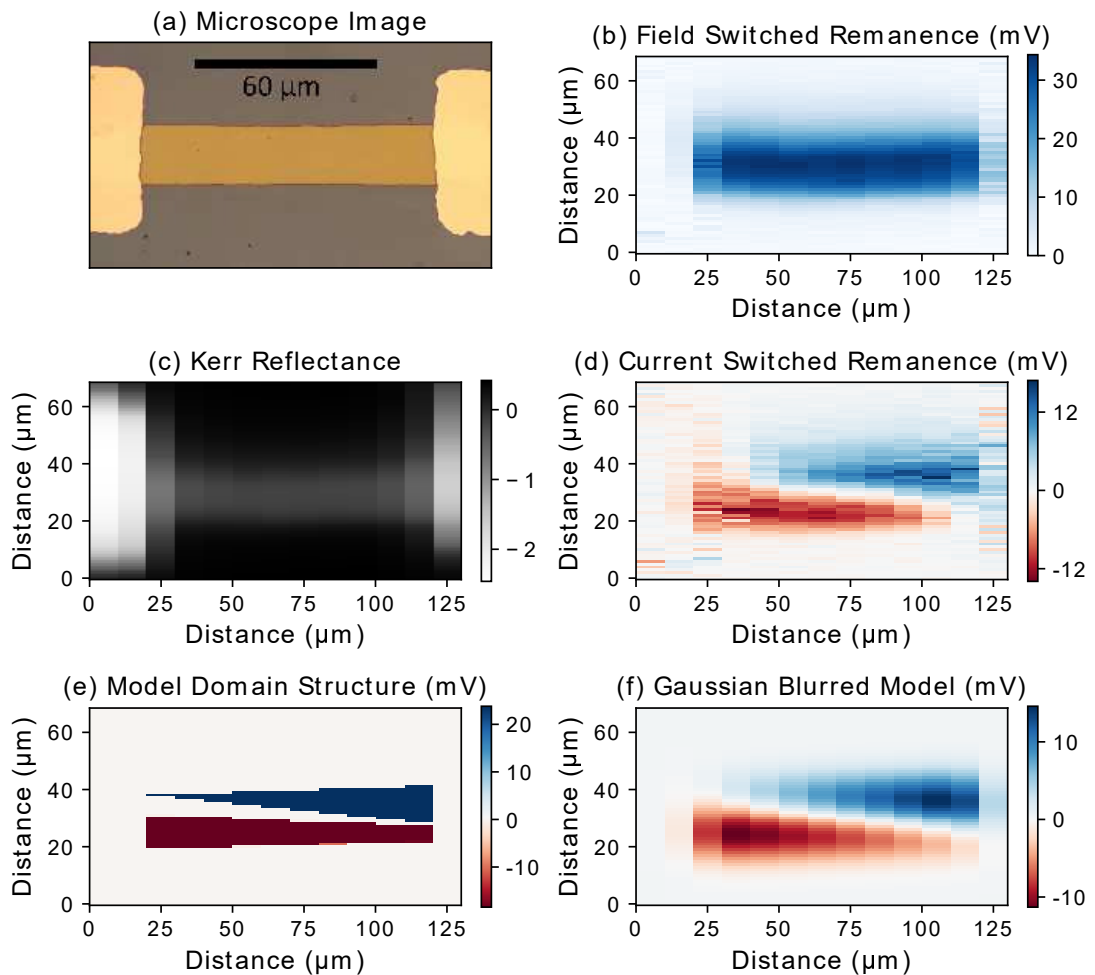 (a) Microscope Image
60 µm
(b) Field Switched Remanence (mV)
Distance (µm)
60
40
20
0
0 25 50 75 100 125
Distance (µm)
30
20
10
0
(c) Kerr Reflectance
Distance (µm)
60
40
20
0
0 25 50 75 100 125
Distance (µm)
0
−1
−2
(d) Current Switched Remanence (mV)
Distance (µm)
60
40
20
0
0 25 50 75 100 125
Distance (µm)
12
0
-12
(e) Model Domain Structure (mV)
Distance (µm)
60
40
20
0
0 25 50 75 100 125
Distance (µm)
20
10
0
-10
(f) Gaussian Blurred Model (mV)
Distance (µm)
60
40
20
0
0 25 50 75 100 125
Distance (µm)
10
0
-10